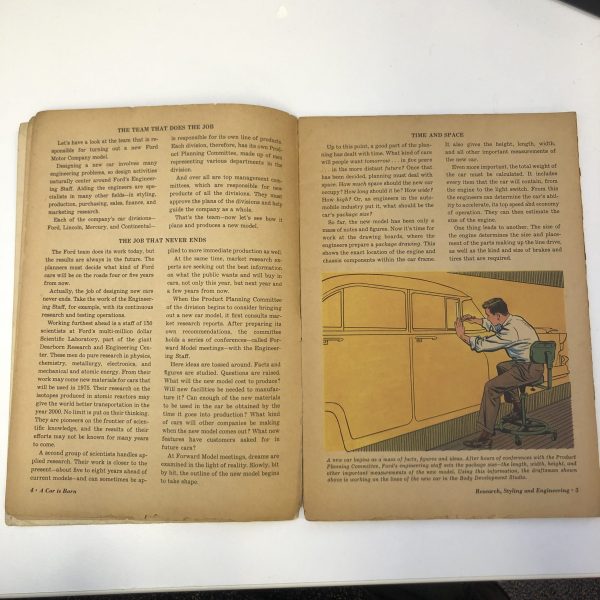 THE TEAM THAT DOES THE JOB
Let's have a look at the team that is re-
sponsible for turning out a new Ford
Motor Company model.
Designing a new car involves many
engineering problems, so design activities
naturally center around Ford's Engineer-
ing Staff. Aiding the engineers are spe-
cialists in many other fields—in styling,
production, purchasing, sales, finance, and
marketing research.
Each of the company's car divisions—
Ford, Lincoln, Mercury, and Continental—
is responsible for its own line of products.
Each division, therefore, has its own Prod-
uct Planning Committee, made up of men
representing various departments in the
division.
And over all are top management com-
mittees, which are responsible for new
products of all the divisions. They must
approve the plans of the divisions and help
guide the company as a whole.
That's the team—now let's see how it
plans and produces a new model.
THE JOB THAT NEVER ENDS
The Ford team does its work today, but
the results are always in the future. The
planners must decide what kind of Ford
cars will be on the roads four or five years
from now.
Actually, the job of designing new cars
never ends. Take the work of the Engineer-
ing Staff, for example, with its continuous
research and testing operations.
Working furthest ahead is a staff of 150
scientists at Ford's multi-million dollar
Scientific Laboratory, part of the giant
Dearborn Research and Engineering Cen-
ter. These men do pure research in physics,
chemistry, metallurgy, electronics, and
mechanical and atomic energy. From their
work may come new materials for cars that
will be used in 1975. Their research on the
isotopes produced in atomic reactors may
give the world better transportation in the
year 2000. No limit is put on their thinking.
They are pioneers on the frontier of scien-
tific knowledge, and the results of their
efforts may not be known for many years
to come.
A second group of scientists handles ap-
plied research. Their work is closer to the
present—about five to eight years ahead of
current models—and can sometimes be ap-
plied to more immediate production as well.
At the same time, market research ex-
perts are seeking out the best information
on what the public wants and will buy in
cars, not only this year, but next year and
a few years from now.
When the Product Planning Committee
of the division begins to consider bringing
out a new car model, it first consults mar-
ket research reports. After preparing its
own recommendations, the committee
holds a series of conferences—called For-
ward Model meetings—with the Engineer-
ing Staff.
Here ideas are tossed around. Facts and
figures are studied. Questions are raised.
What will the new model cost to produce?
Will new facilities be needed to manufac-
ture it? Can enough of the new materials
to be used in the car be obtained by the
time it goes into production? What kind
of cars will other companies be making
when the new model comes out? What new
features have customers asked for in
future cars?
At Forward Model meetings, dreams are
examined in the light of reality. Slowly, bit
by bit, the outline of the new model begins
to take shape.
4 • A Car is Born
TIME AND SPACE
Up to this point, a good part of the plan-
ning has dealt with time. What kind of cars
will people want tomorrow . . . in five years
. . . in the more distant future? Once that
has been decided, planning must deal with
space. How much space should the new car
occupy? How long should it be? How wide?
How high? Or, as engineers in the auto-
mobile industry put it, what should be the
car's package size?
So far, the new model has been only a
mass of notes and figures. Now it's time for
work at the drawing boards, where the
engineers prepare a package drawing. This
shows the exact location of the engine and
chassis components within the car frame.
It also gives the height, length, width,
and all other important measurements of
the new car.
Even more important, the total weight of
the car must be calculated. It includes
every item that the car will contain, from
the engine to the light switch. From this
the engineers can determine the car's abil-
ity to accelerate, its top speed and economy
of operation. They can then estimate the
size of the engine.
One thing leads to another. The size of
the engine determines the size and place-
ment of the parts making up the line drive,
as well as the kind and size of brakes and
tires that are required.
A new car begins as a mass of facts, figures and ideas. After hours of conferences with the Product
Planning Committee, Ford's engineering staff sets the package size—the length, width, height, and
other important measurements of the new model. Using this information, the draftsman shown
above is working on the lines of the new car in the Body Development Studio.
Research, Styling and Engineering • 5